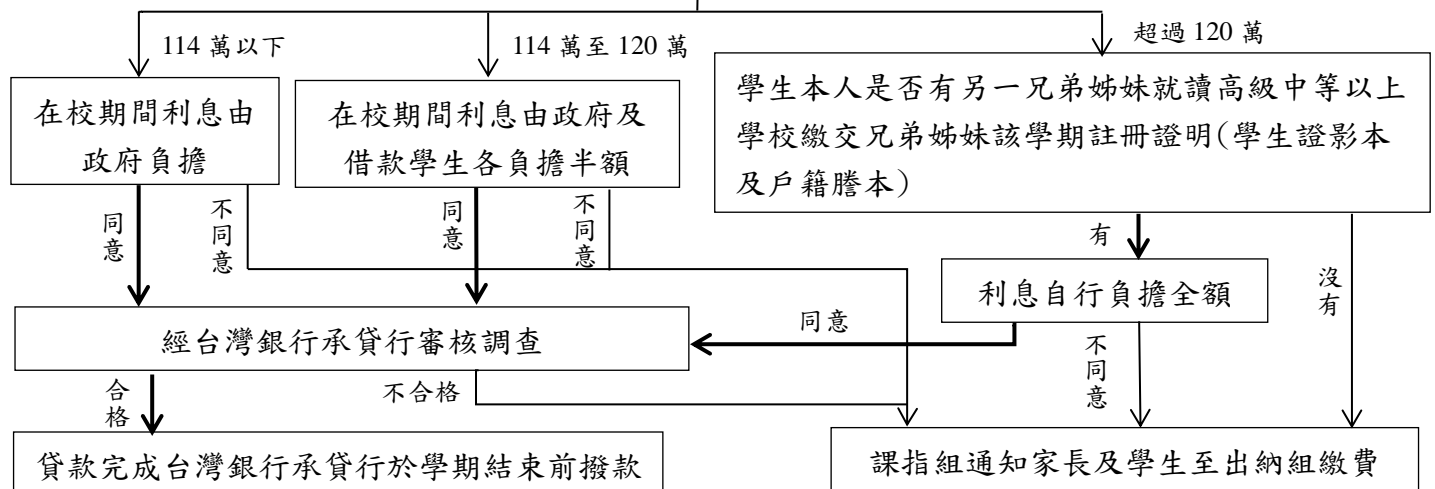 114 萬以下
114 萬至 120 萬
超過 120 萬
在校期間利息由
政府負擔
在校期間利息由政府及
借款學生各負擔半額
學生本人是否有另一兄弟姊妹就讀高級中等以上
學校繳交兄弟姊妹該學期註冊證明(學生證影本
及戶籍謄本)
同意
不同意
同意
不同意
有
沒有
利息自行負擔全額
同意
不同意
經台灣銀行承貸行審核調查
合格
不合格
貸款完成台灣銀行承貸行於學期結束前撥款
課指組通知家長及學生至出納組繳費